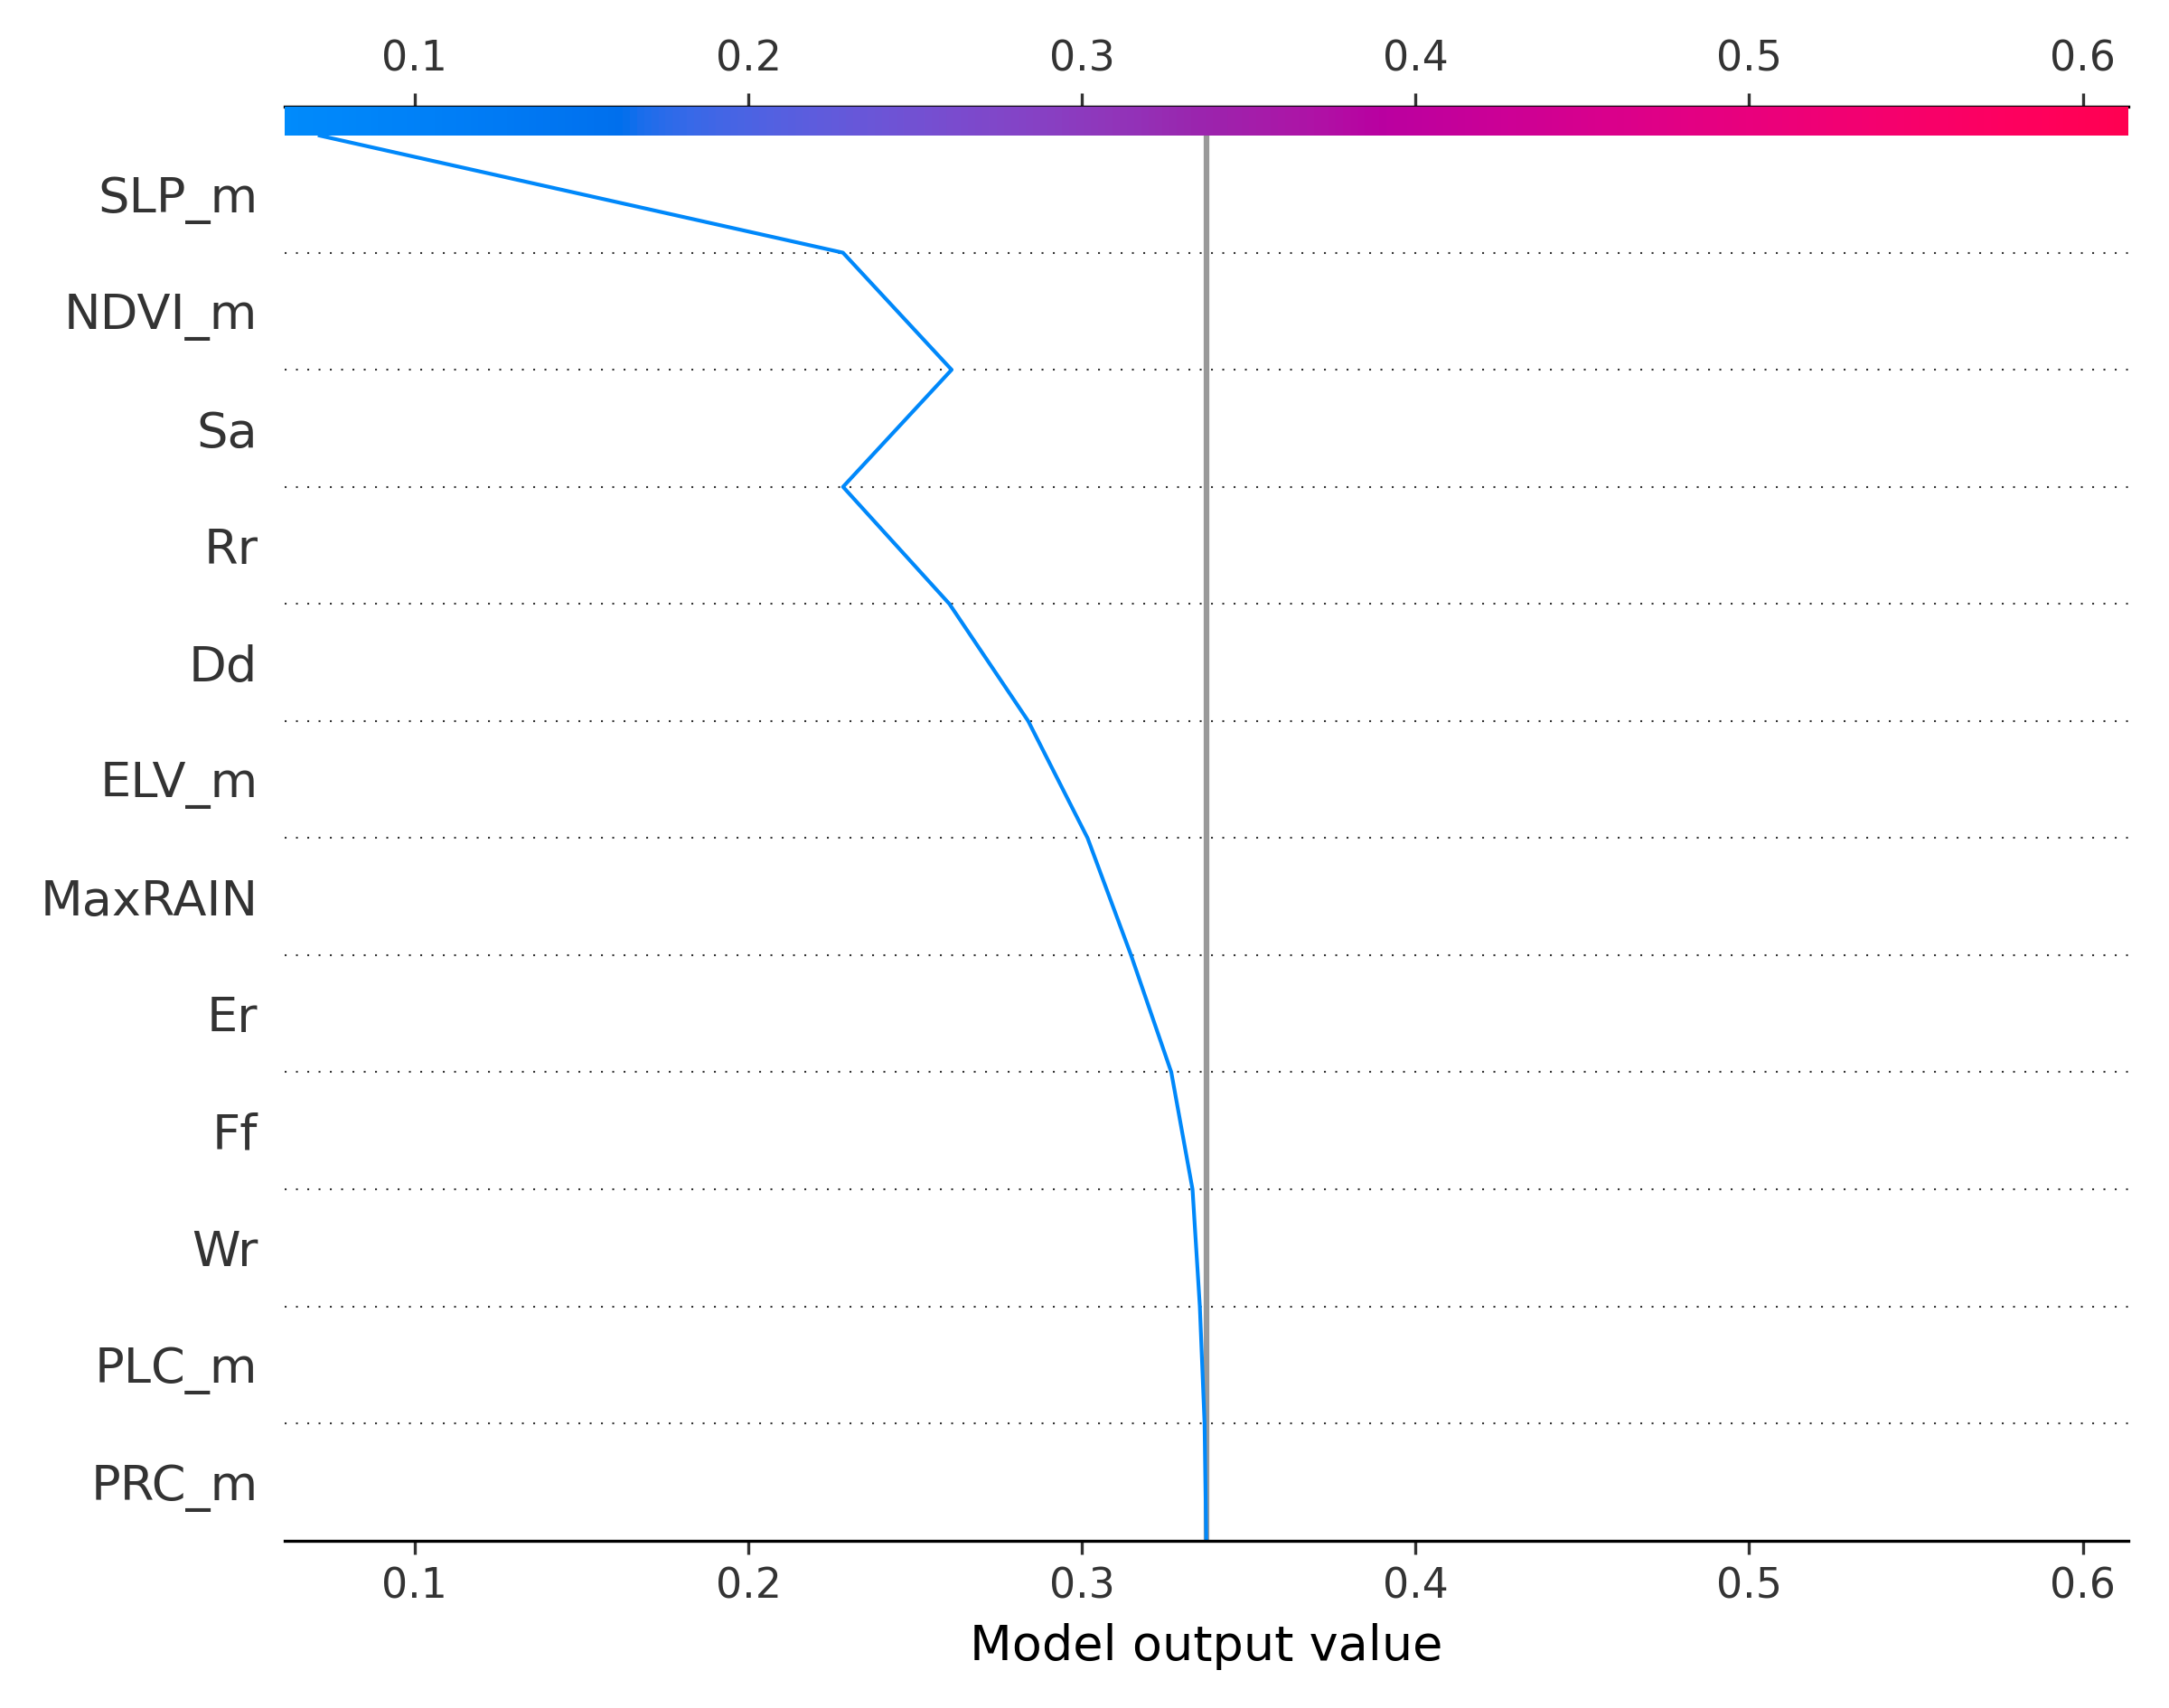 0.1 0.2 0.3 0.4 0.5 0.6
SLP_m
NDVI_m
Sa
Rr
Dd
ELV_m
MaxRAIN
Er
Ff
Wr
PLC_m
PRC_m
0.1 0.2 0.3 0.4 0.5 0.6
Model output value